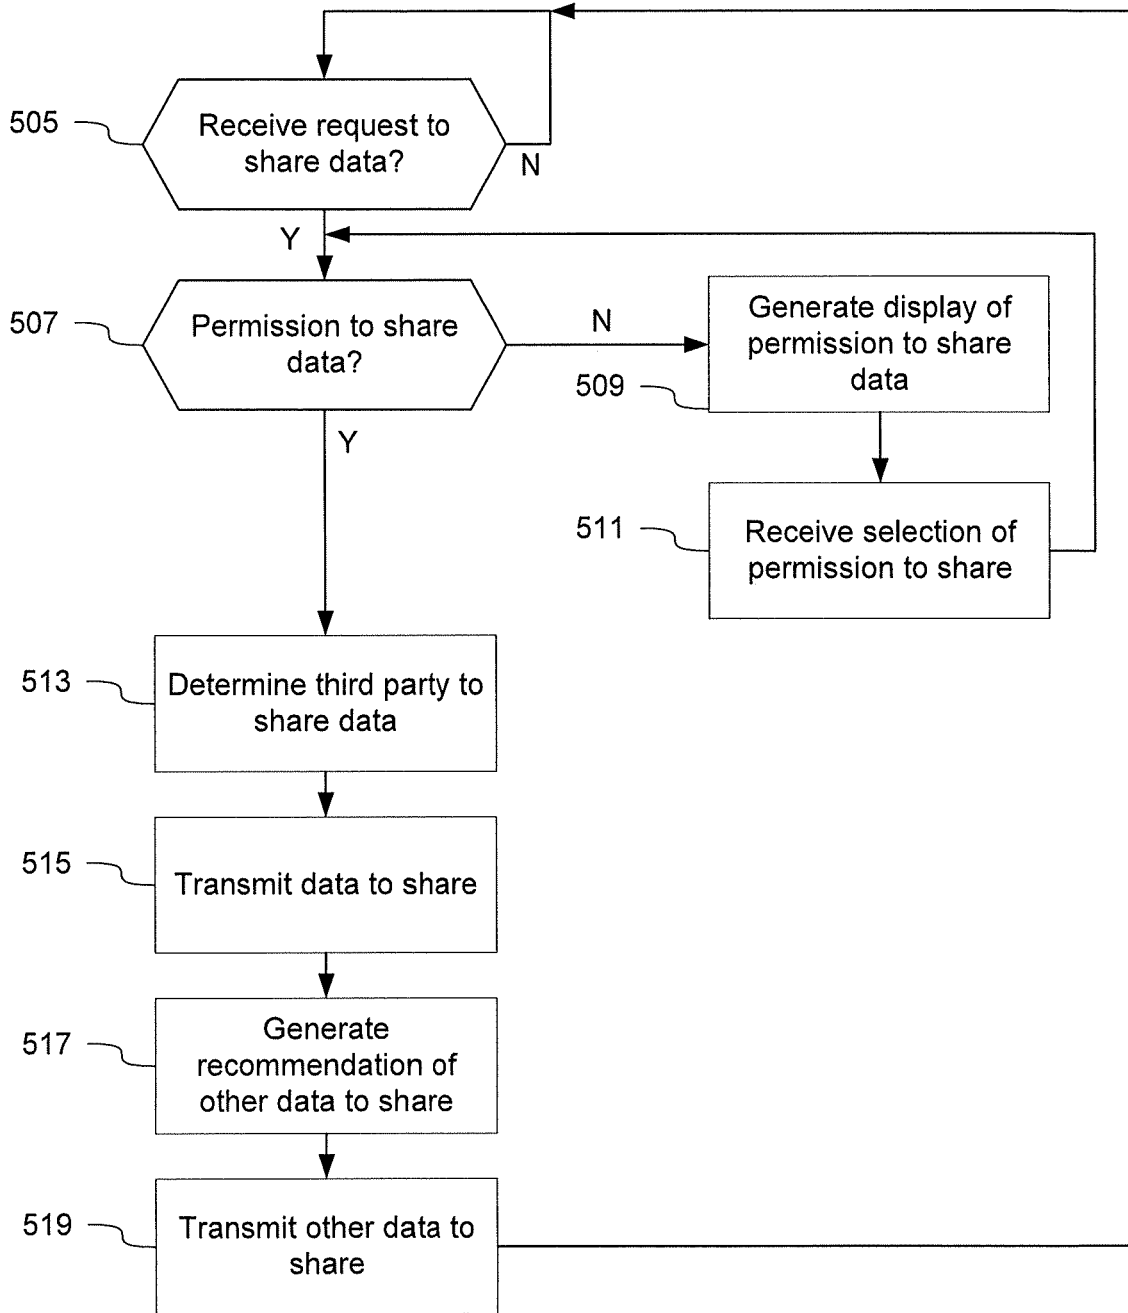 505
Receive request to
share data?
N
Y
507
Permission to share
data?
N
Generate display of
permission to share
data
509
Y
511
Receive selection of
permission to share
513
Determine third party to
share data
515
Transmit data to share
517
Generate
recommendation of
other data to share
519
Transmit other data to
share